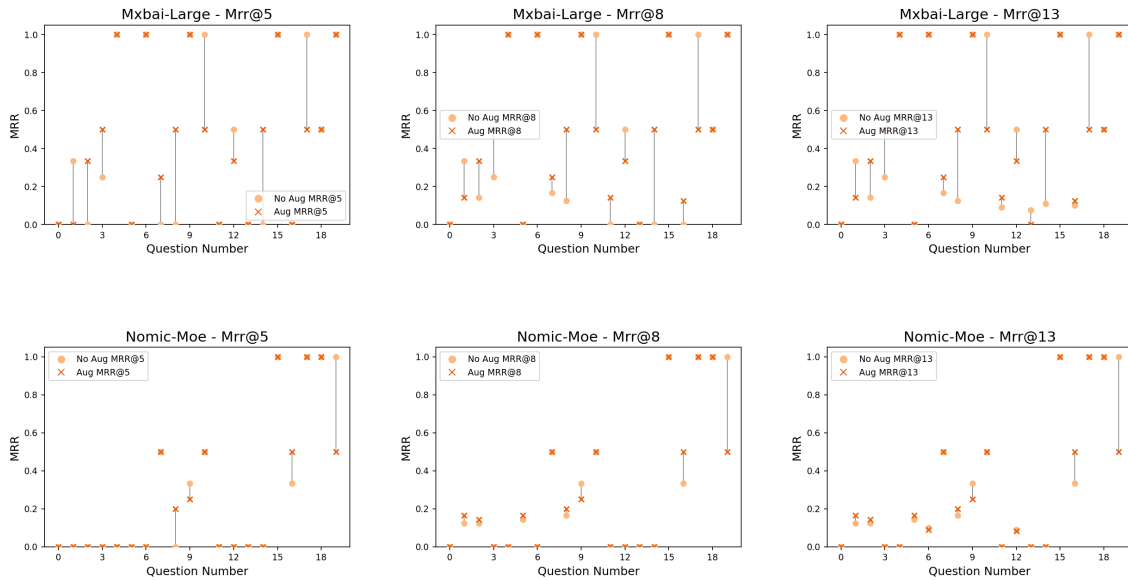 Mxbai-Large - Mrr@5
MRR
1.0
0.8
0.6
0.4
0.2
0.0
No Aug MRR@5
Aug MRR@5
0 3 6 9 12 15 18
Question Number
Mxbai-Large - Mrr@8
MRR
1.0
0.8
0.6
0.4
0.2
0.0
No Aug MRR@8
Aug MRR@8
0 3 6 9 12 15 18
Question Number
Mxbai-Large - Mrr@13
MRR
1.0
0.8
0.6
0.4
0.2
0.0
No Aug MRR@13
Aug MRR@13
0 3 6 9 12 15 18
Question Number
Nomic-Moe - Mrr@5
MRR
1.0
0.8
0.6
0.4
0.2
0.0
No Aug MRR@5
Aug MRR@5
0 3 6 9 12 15 18
Question Number
Nomic-Moe - Mrr@8
MRR
1.0
0.8
0.6
0.4
0.2
0.0
No Aug MRR@8
Aug MRR@8
0 3 6 9 12 15 18
Question Number
Nomic-Moe - Mrr@13
MRR
1.0
0.8
0.6
0.4
0.2
0.0
No Aug MRR@13
Aug MRR@13
0 3 6 9 12 15 18
Question Number